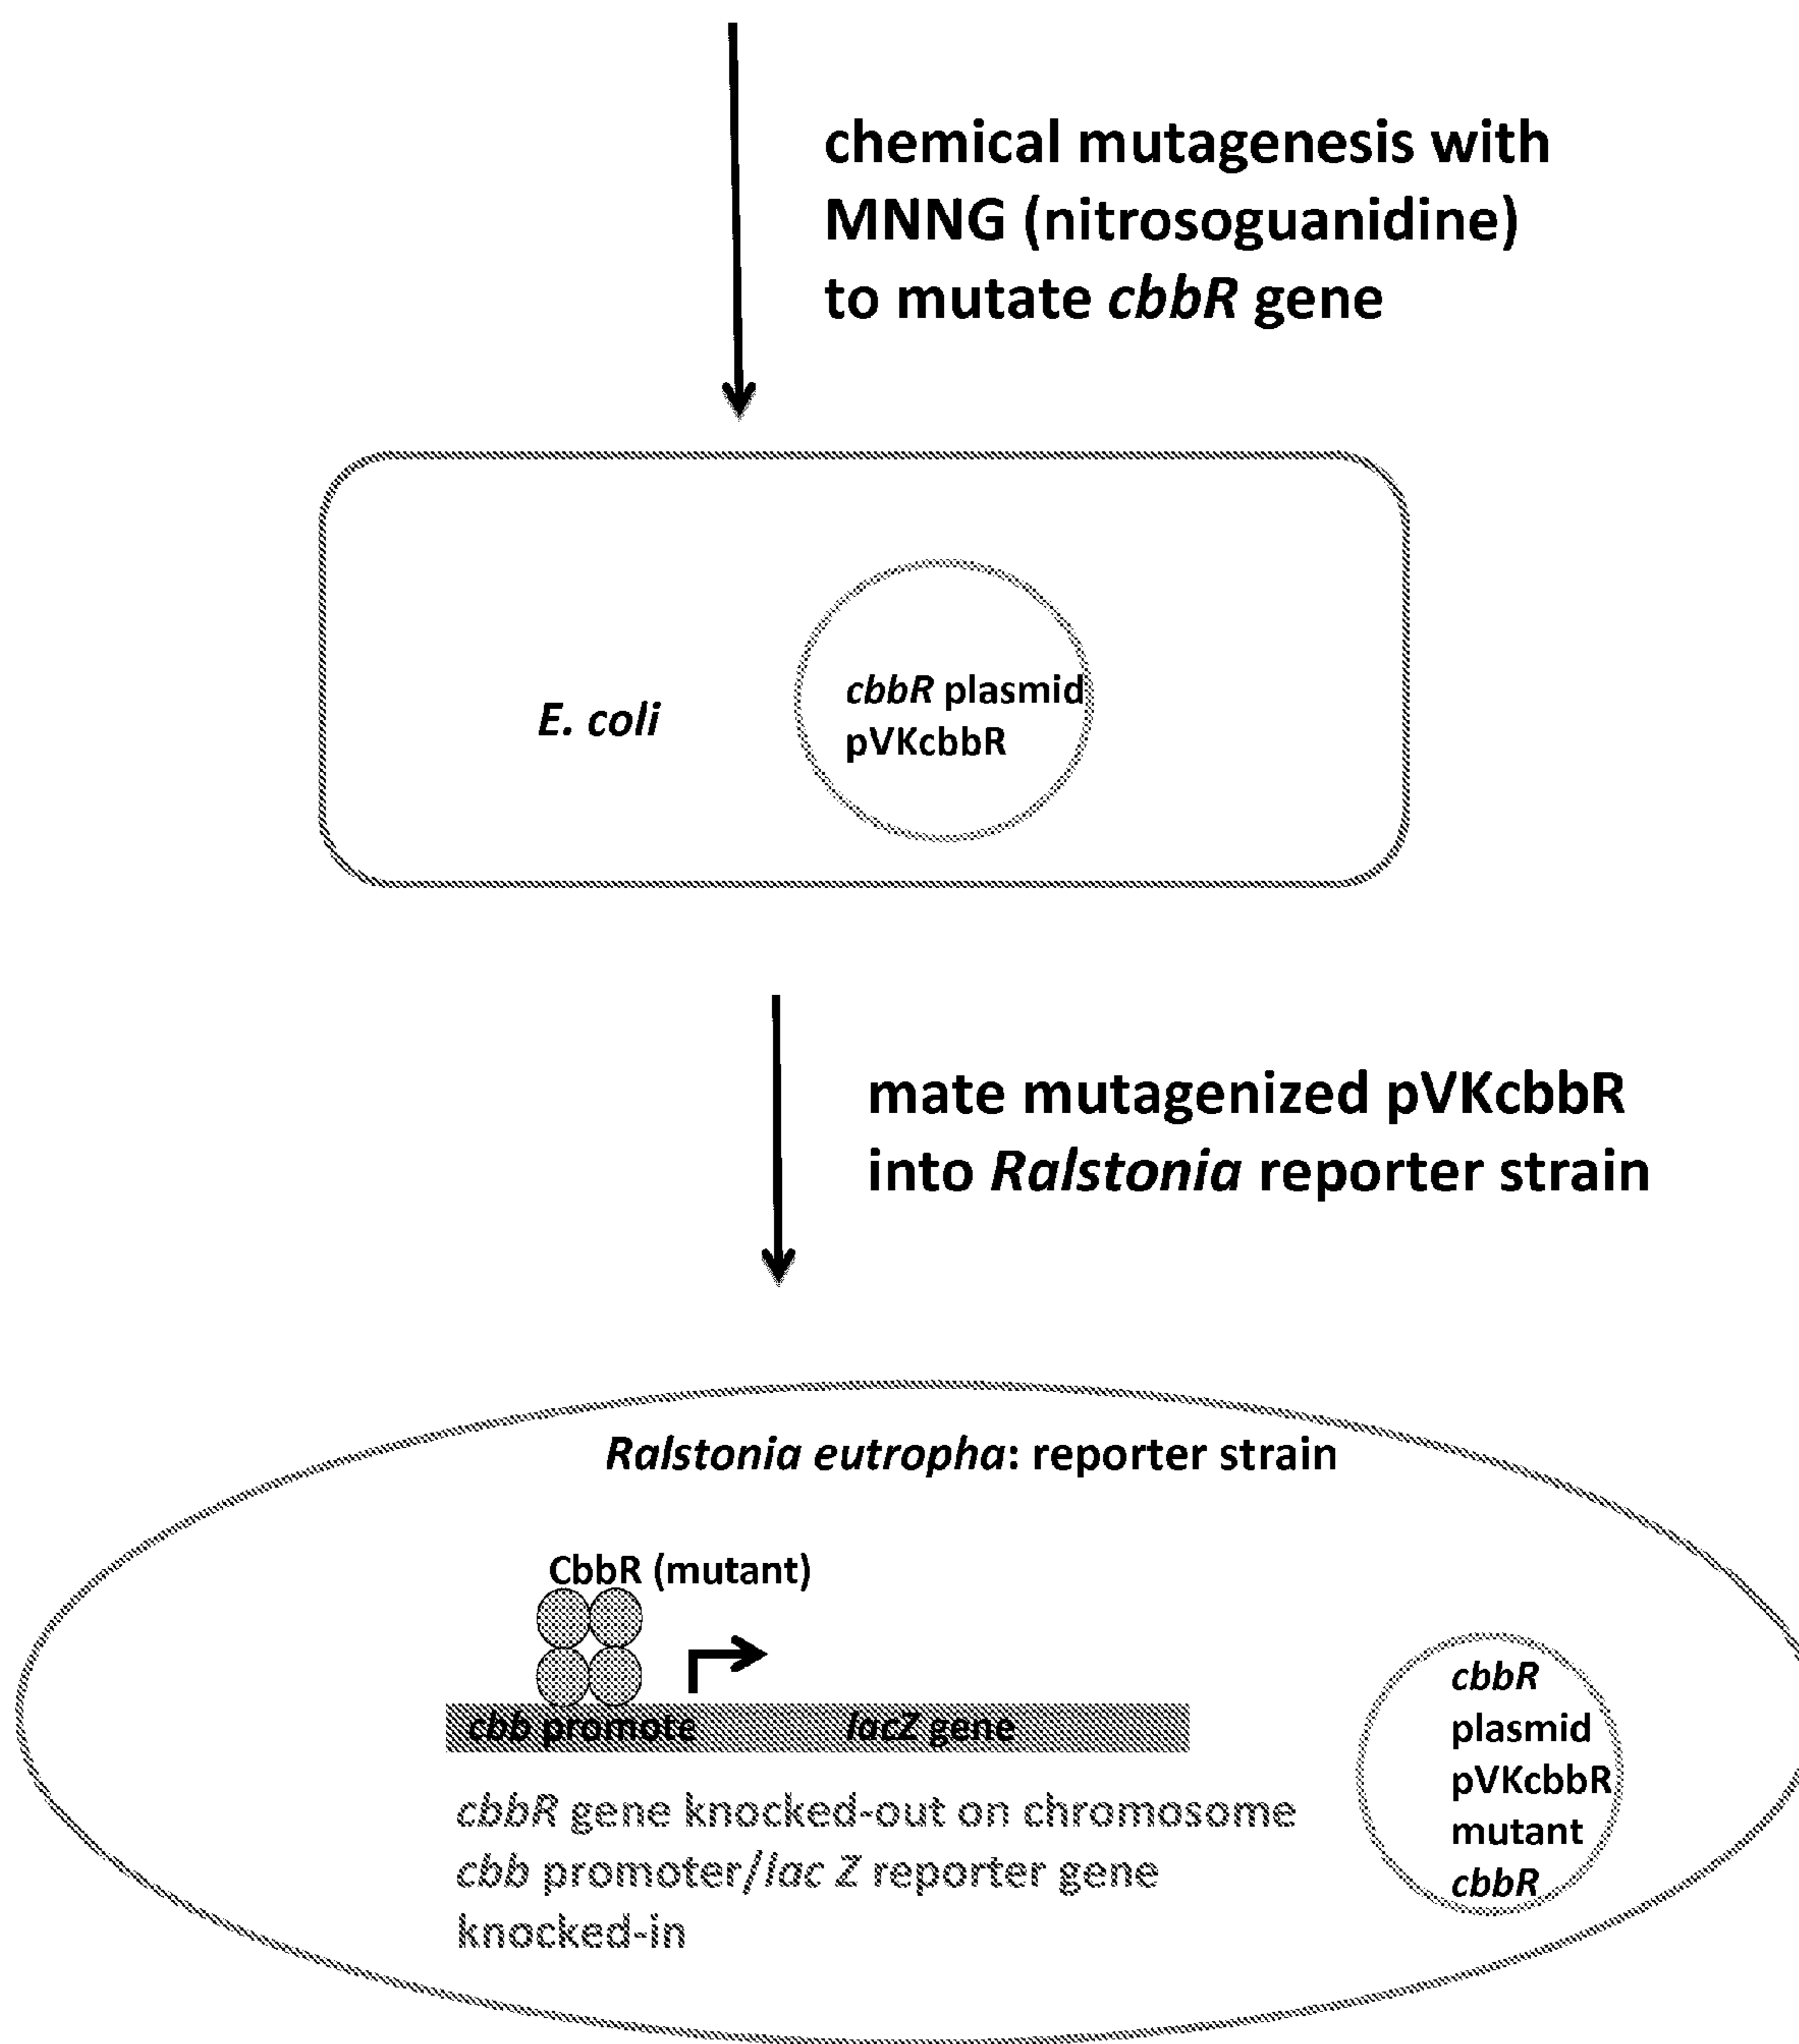 chemical mutagenesis with
MNNG (nitrosoguanidine)
to mutate cbbR gene
E. coli
cbbR plasmid
pVKcbbR
mate mutagenized pVKcbbR
into Ralstonia reporter strain
Ralstonia eutropha: reporter strain
CbbR (mutant)
cbb promote
lacZ gene
cbbR gene knocked-out on chromosome
cbb promoter/lac Z reporter gene
knocked-in
cbbR
plasmid
pVKcbbR
mutant
cbbR